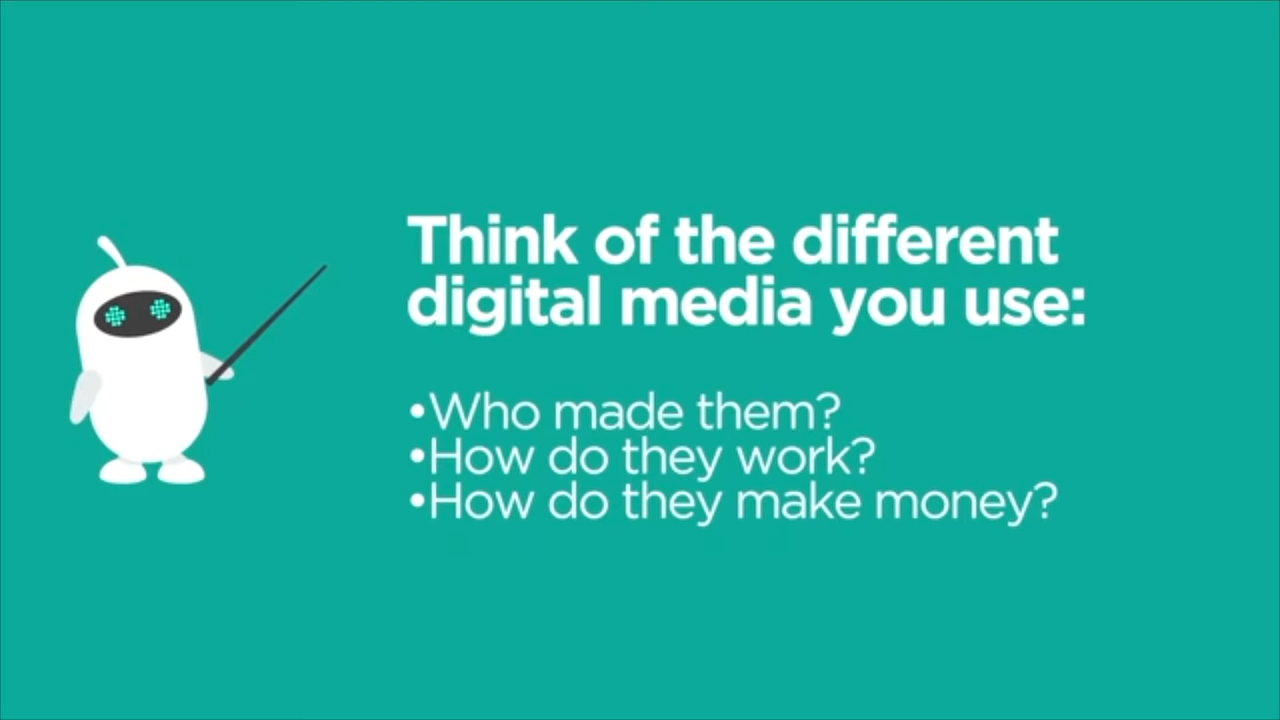 Think of the different
digital media you use:
•Who made them?
•How do they work?
•How do they make money?